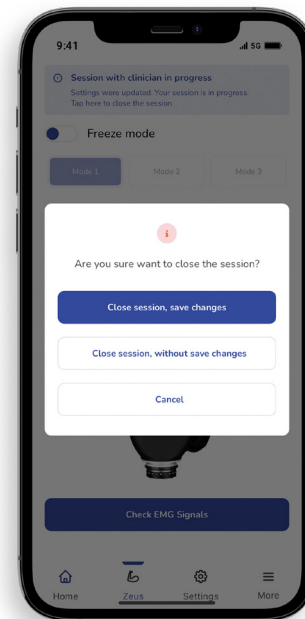 9:41
5G
Session with clinician in progress
Settings were updated. Your session is in progress.
Tap here to close the session
Freeze mode
Mode 1
Mode 2
Mode 3
Are you sure want to close the session?
Close session, save changes
Close session, without save changes
Cancel
Check EMG Signals
Home
Zeus
Settings
More